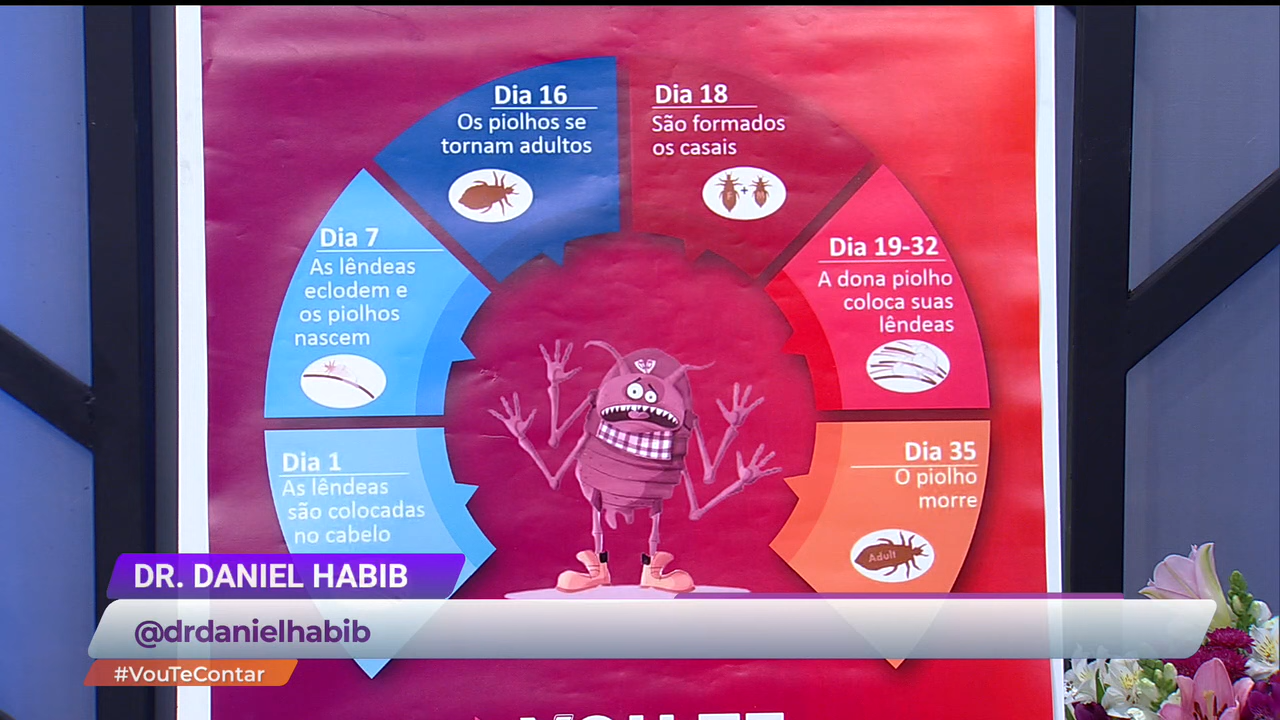 Dia 16
Os piolhos se
tornam adultos
Dia 18
São formados
os casais
Dia 7
As lêndeas
eclodem e
os piolhos
nascem
Dia 19-32
A dona piolho
coloca suas
lêndeas
Dia 1
As lêndeas
são colocadas
no cabelo
Dia 35
O piolho
morre
Adult
DR. DANIEL HABIB
@drdanielhabib
#VouTeContar